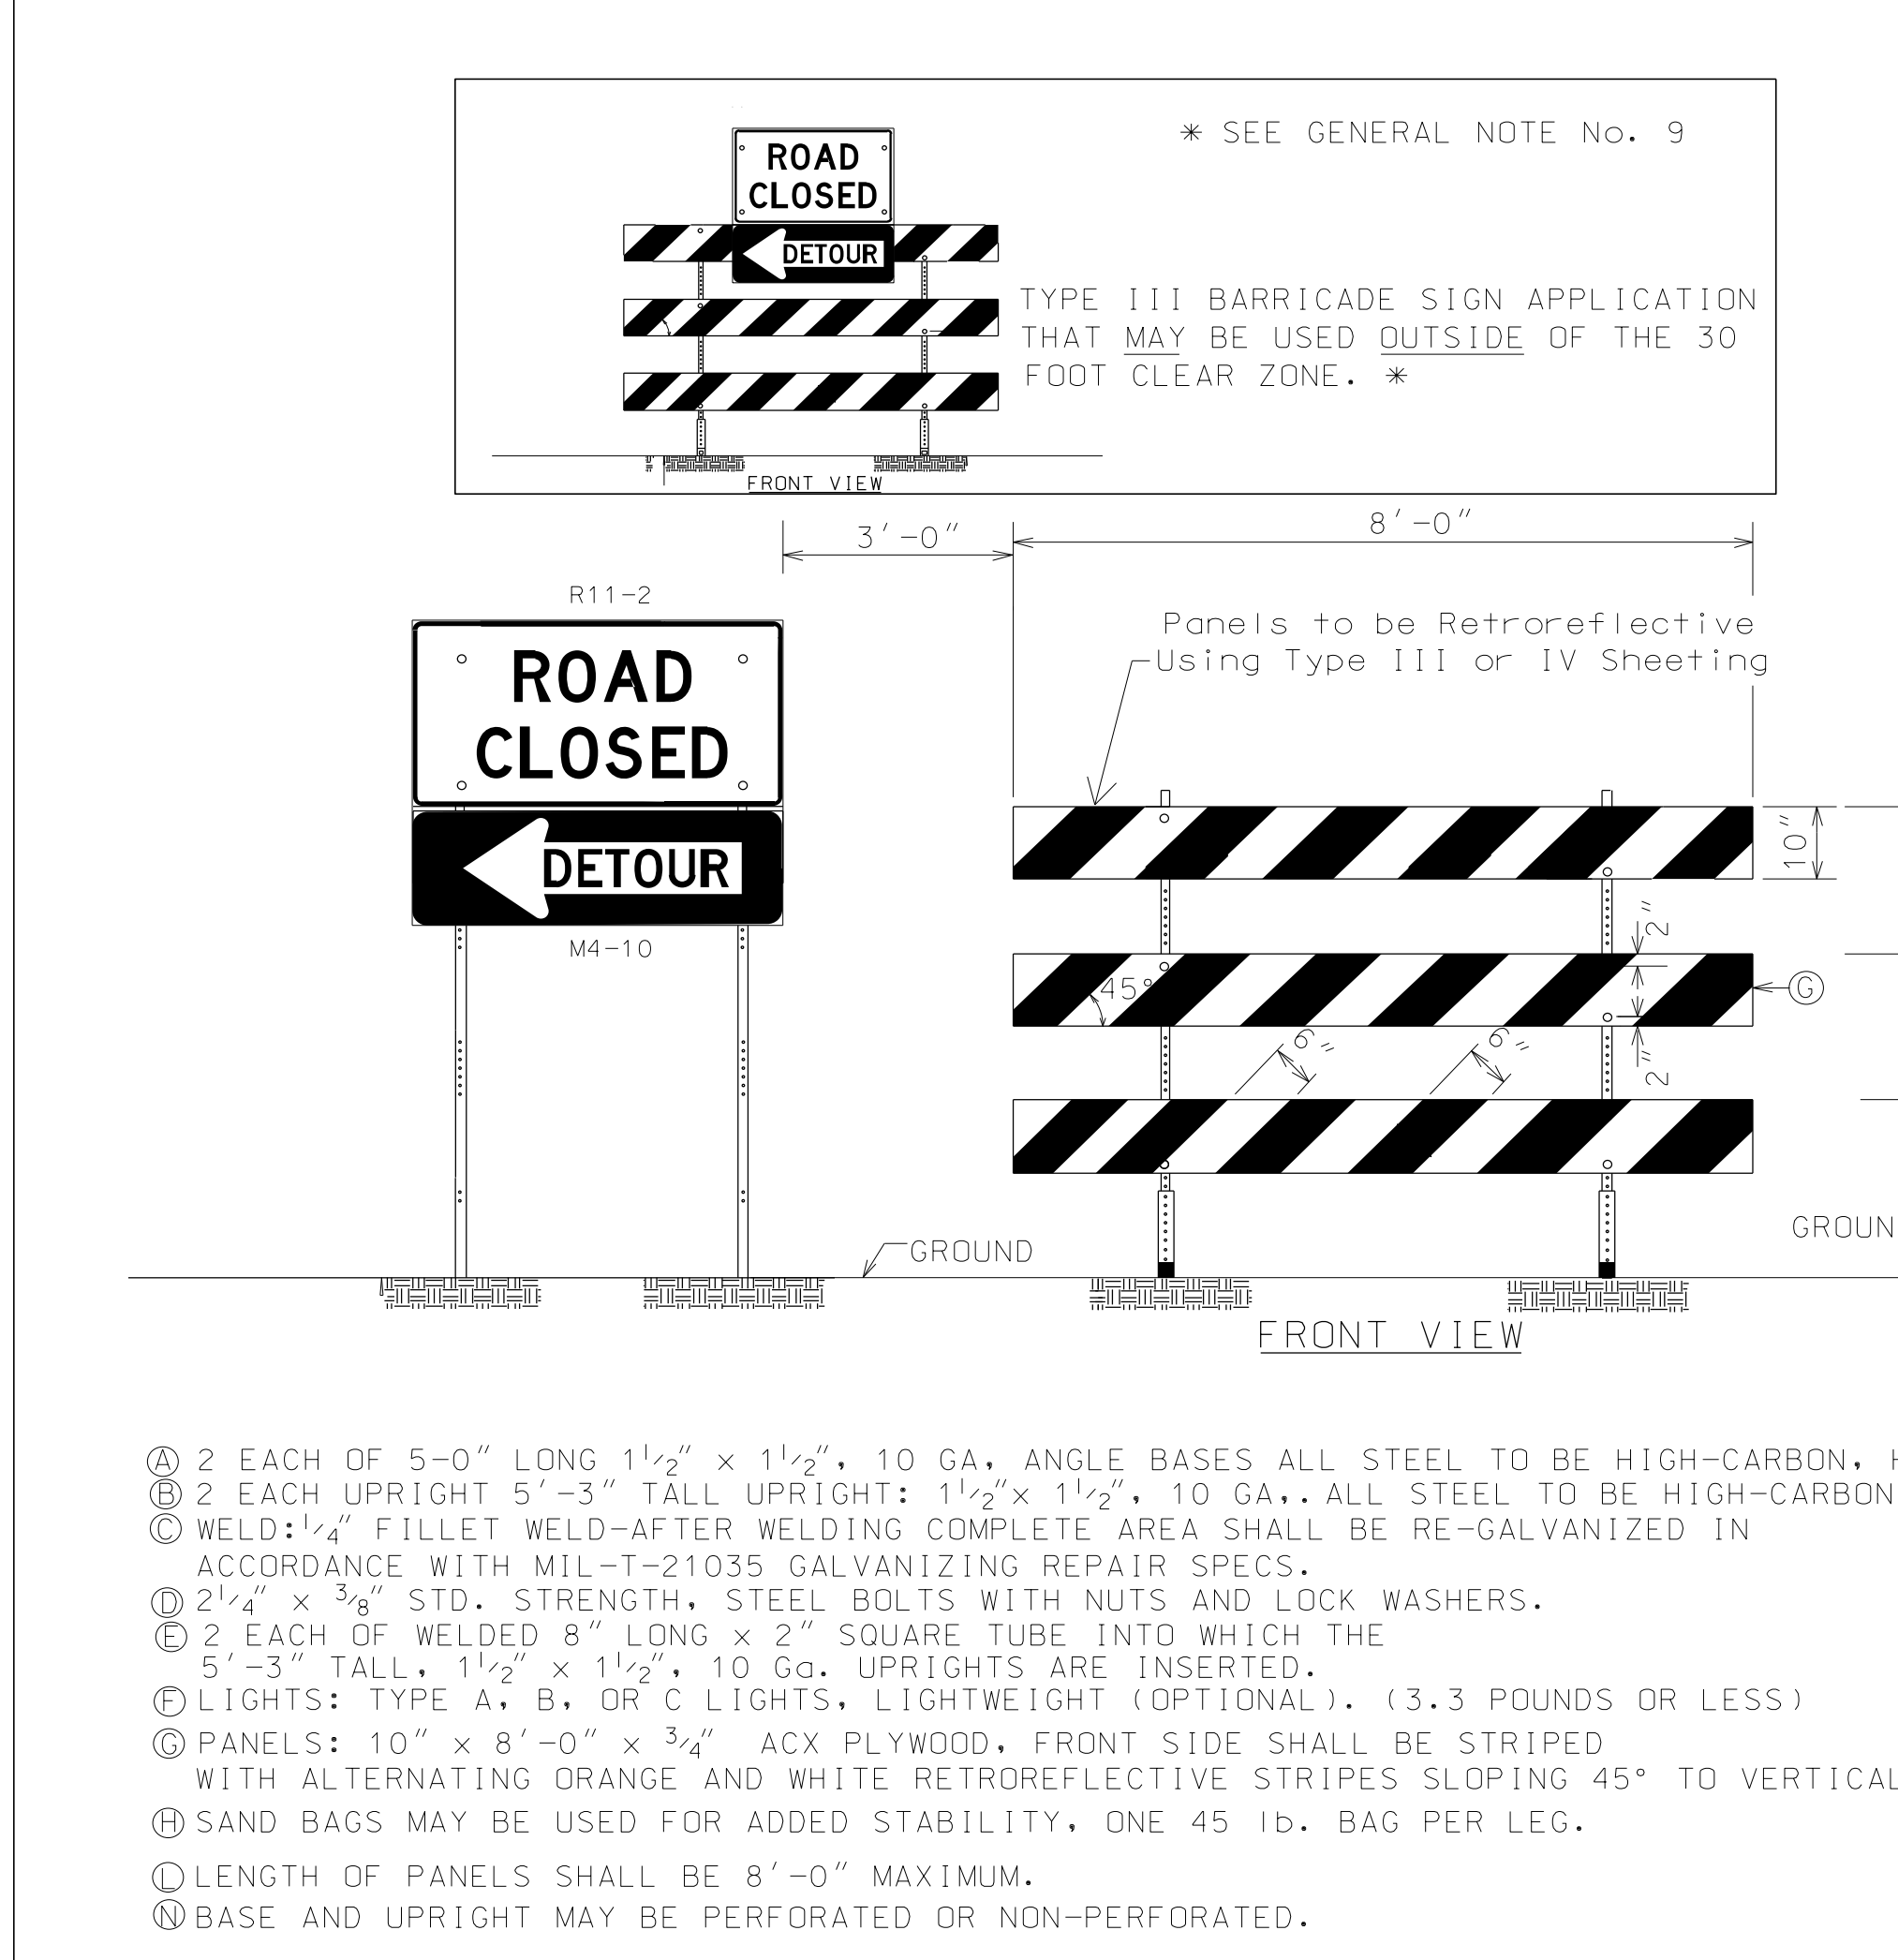 * SEE GENERAL NOTE No. 9
ROAD
CLOSED
DETOUR
TYPE III BARRICADE SIGN APPLICATION
THAT MAY BE USED OUTSIDE OF THE 30
FOOT CLEAR ZONE. *
FRONT VIEW
3'-0"
8'-0"
R11-2
Panels to be Retroreflective
Using Type III or IV Sheeting
ROAD
CLOSED
DETOUR
M4-10
10"
2"
45°
G
6"
6"
2"
GROUND
GROUN
FRONT VIEW
A 2 EACH OF 5-0" LONG 1 1/2" x 1 1/2", 10 GA, ANGLE BASES ALL STEEL TO BE HIGH-CARBON,
B 2 EACH UPRIGHT 5'-3" TALL UPRIGHT: 1 1/2"x 1 1/2", 10 GA,. ALL STEEL TO BE HIGH-CARBON
C WELD:1/4" FILLET WELD-AFTER WELDING COMPLETE AREA SHALL BE RE-GALVANIZED IN
ACCORDANCE WITH MIL-T-21035 GALVANIZING REPAIR SPECS.
D 2 1/4" x 3/8" STD. STRENGTH, STEEL BOLTS WITH NUTS AND LOCK WASHERS.
E 2 EACH OF WELDED 8" LONG x 2" SQUARE TUBE INTO WHICH THE
5'-3" TALL, 1 1/2" x 1 1/2", 10 Ga. UPRIGHTS ARE INSERTED.
F LIGHTS: TYPE A, B, OR C LIGHTS, LIGHTWEIGHT (OPTIONAL). (3.3 POUNDS OR LESS)
G PANELS: 10" x 8'-0" x 3/4" ACX PLYWOOD, FRONT SIDE SHALL BE STRIPED
WITH ALTERNATING ORANGE AND WHITE RETROREFLECTIVE STRIPES SLOPING 45° TO VERTICAL
H SAND BAGS MAY BE USED FOR ADDED STABILITY, ONE 45 lb. BAG PER LEG.
L LENGTH OF PANELS SHALL BE 8'-0" MAXIMUM.
N BASE AND UPRIGHT MAY BE PERFORATED OR NON-PERFORATED.